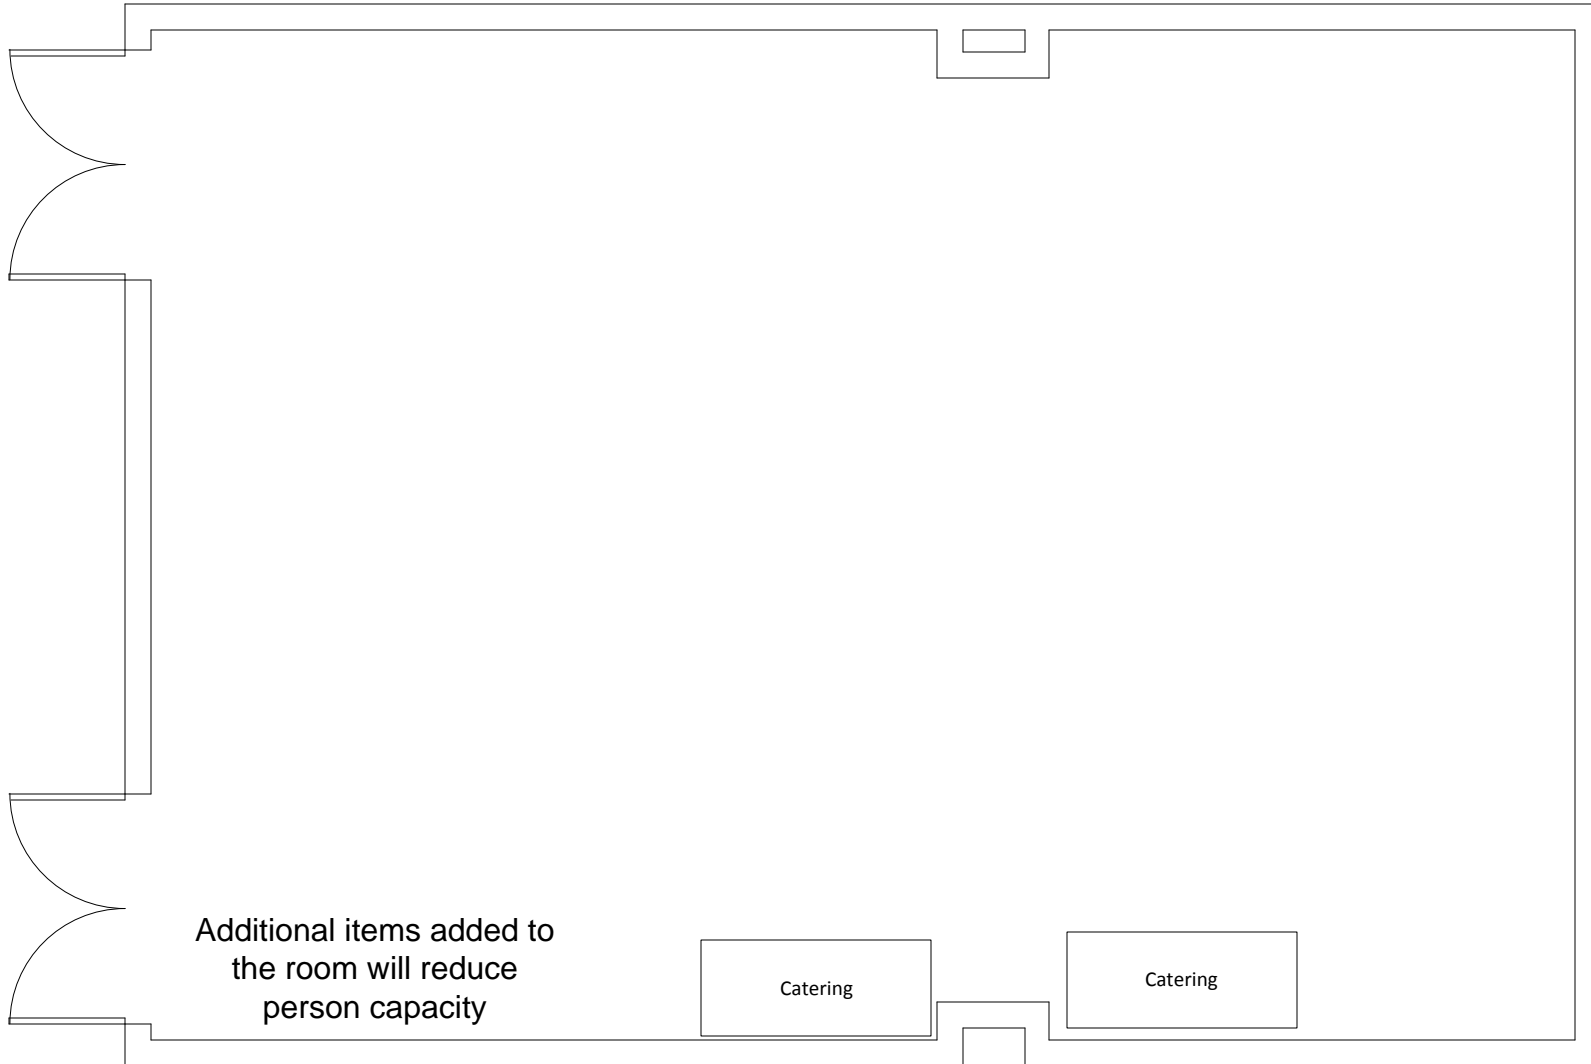 Additional items added to
the room will reduce
person capacity
Catering
Catering